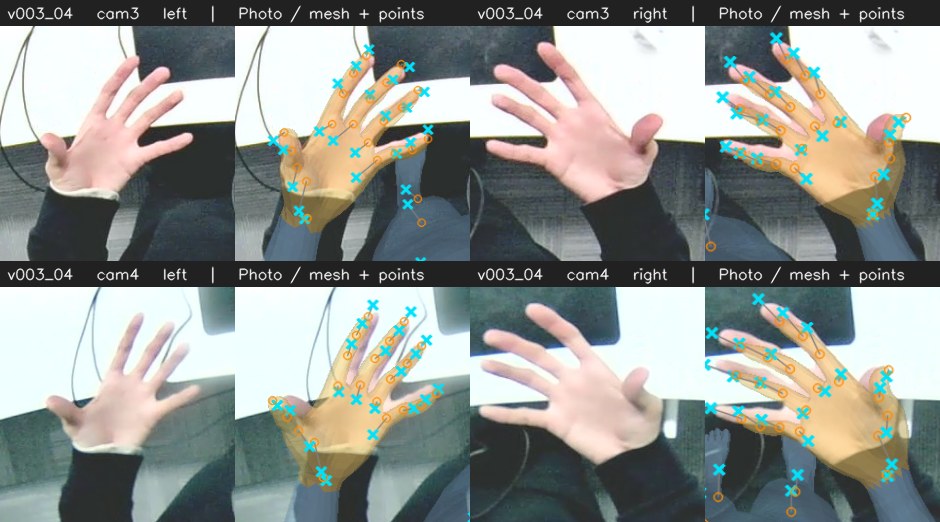 v003_04 cam3 left | Photo / mesh + points
v003_04 cam3 right | Photo / mesh + points
v003_04 cam4 left | Photo / mesh + points
v003_04 cam4 right | Photo / mesh + points